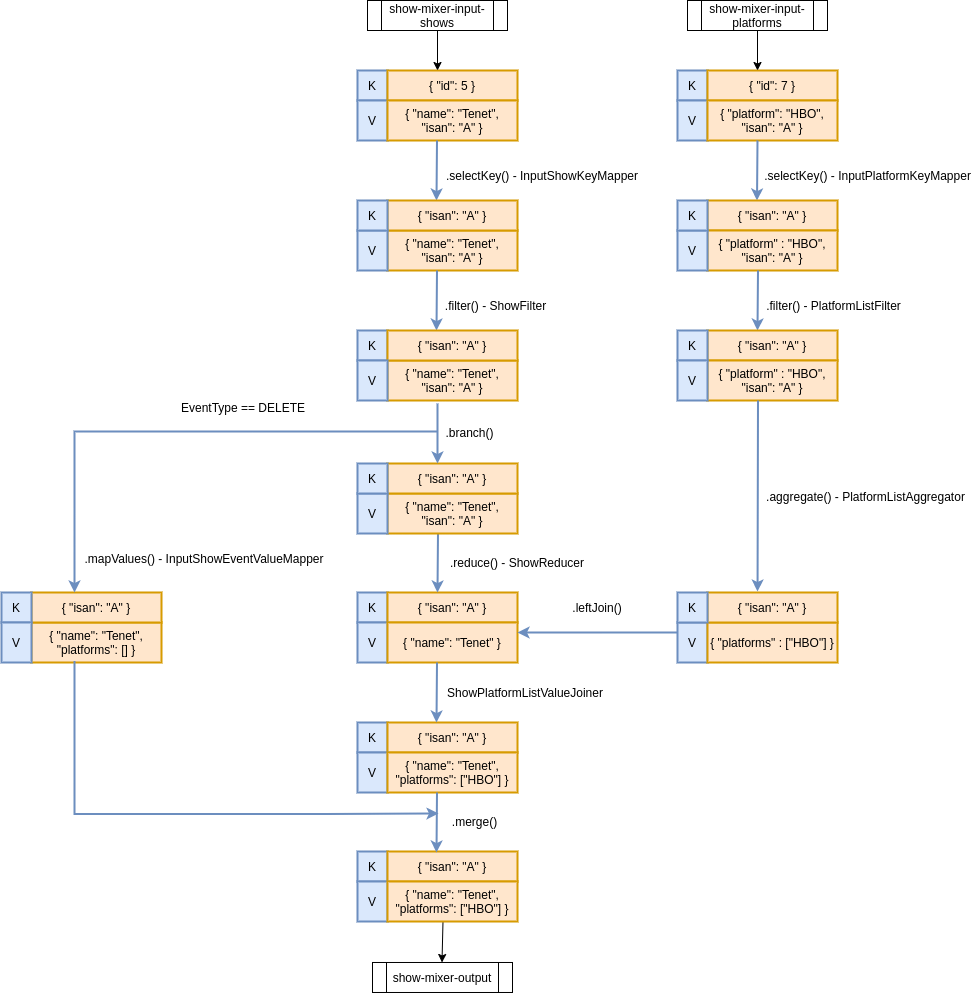 show-mixer-input-
shows
show-mixer-input-
platforms
K
{ "id": 5 }
K
{ "id": 7 }
V
{ "name": "Tenet",
"isan": "A" }
V
{ "platform": "HBO",
"isan": "A" }
.selectKey() - InputShowKeyMapper
.selectKey() - InputPlatformKeyMapper
K
{ "isan": "A" }
K
{ "isan": "A" }
V
{ "name": "Tenet",
"isan": "A" }
V
{ "platform" : "HBO",
"isan": "A" }
.filter() - ShowFilter
.filter() - PlatformListFilter
K
{ "isan": "A" }
K
{ "isan": "A" }
V
{ "name": "Tenet",
"isan": "A" }
V
{ "platform" : "HBO",
"isan": "A" }
EventType == DELETE
.branch()
K
{ "isan": "A" }
V
{ "name": "Tenet",
"isan": "A" }
.aggregate() - PlatformListAggregator
.mapValues() - InputShowEventValueMapper
.reduce() - ShowReducer
K
{ "isan": "A" }
K
{ "isan": "A" }
.leftJoin()
K
{ "isan": "A" }
V
{ "name": "Tenet",
"platforms": [] }
V
{ "name": "Tenet" }
V
{ "platforms" : ["HBO"] }
ShowPlatformListValueJoiner
K
{ "isan": "A" }
V
{ "name": "Tenet",
"platforms": ["HBO"] }
.merge()
K
{ "isan": "A" }
V
{ "name": "Tenet",
"platforms": ["HBO"] }
show-mixer-output